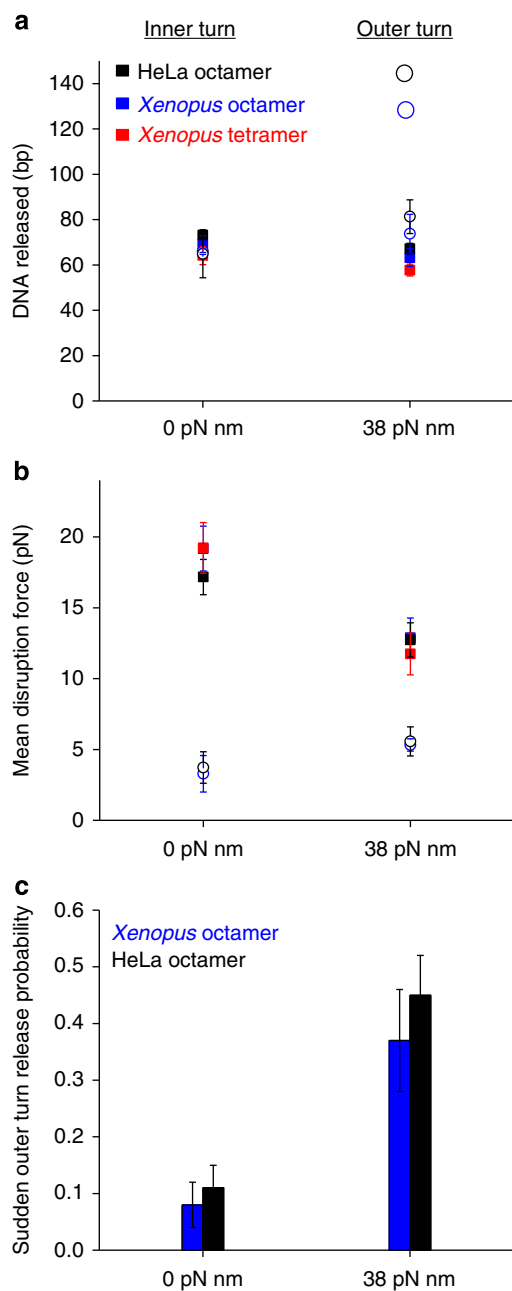 a
Inner turn
Outer turn
HeLa octamer
Xenopus octamer
Xenopus tetramer
DNA released (bp)
140
120
100
80
60
40
20
0
0 pN nm
38 pN nm
b
Mean disruption force (pN)
20
15
10
5
0
0 pN nm
38 pN nm
c
Xenopus octamer
HeLa octamer
Sudden outer turn release probability
0.6
0.5
0.4
0.3
0.2
0.1
0.0
0 pN nm
38 pN nm